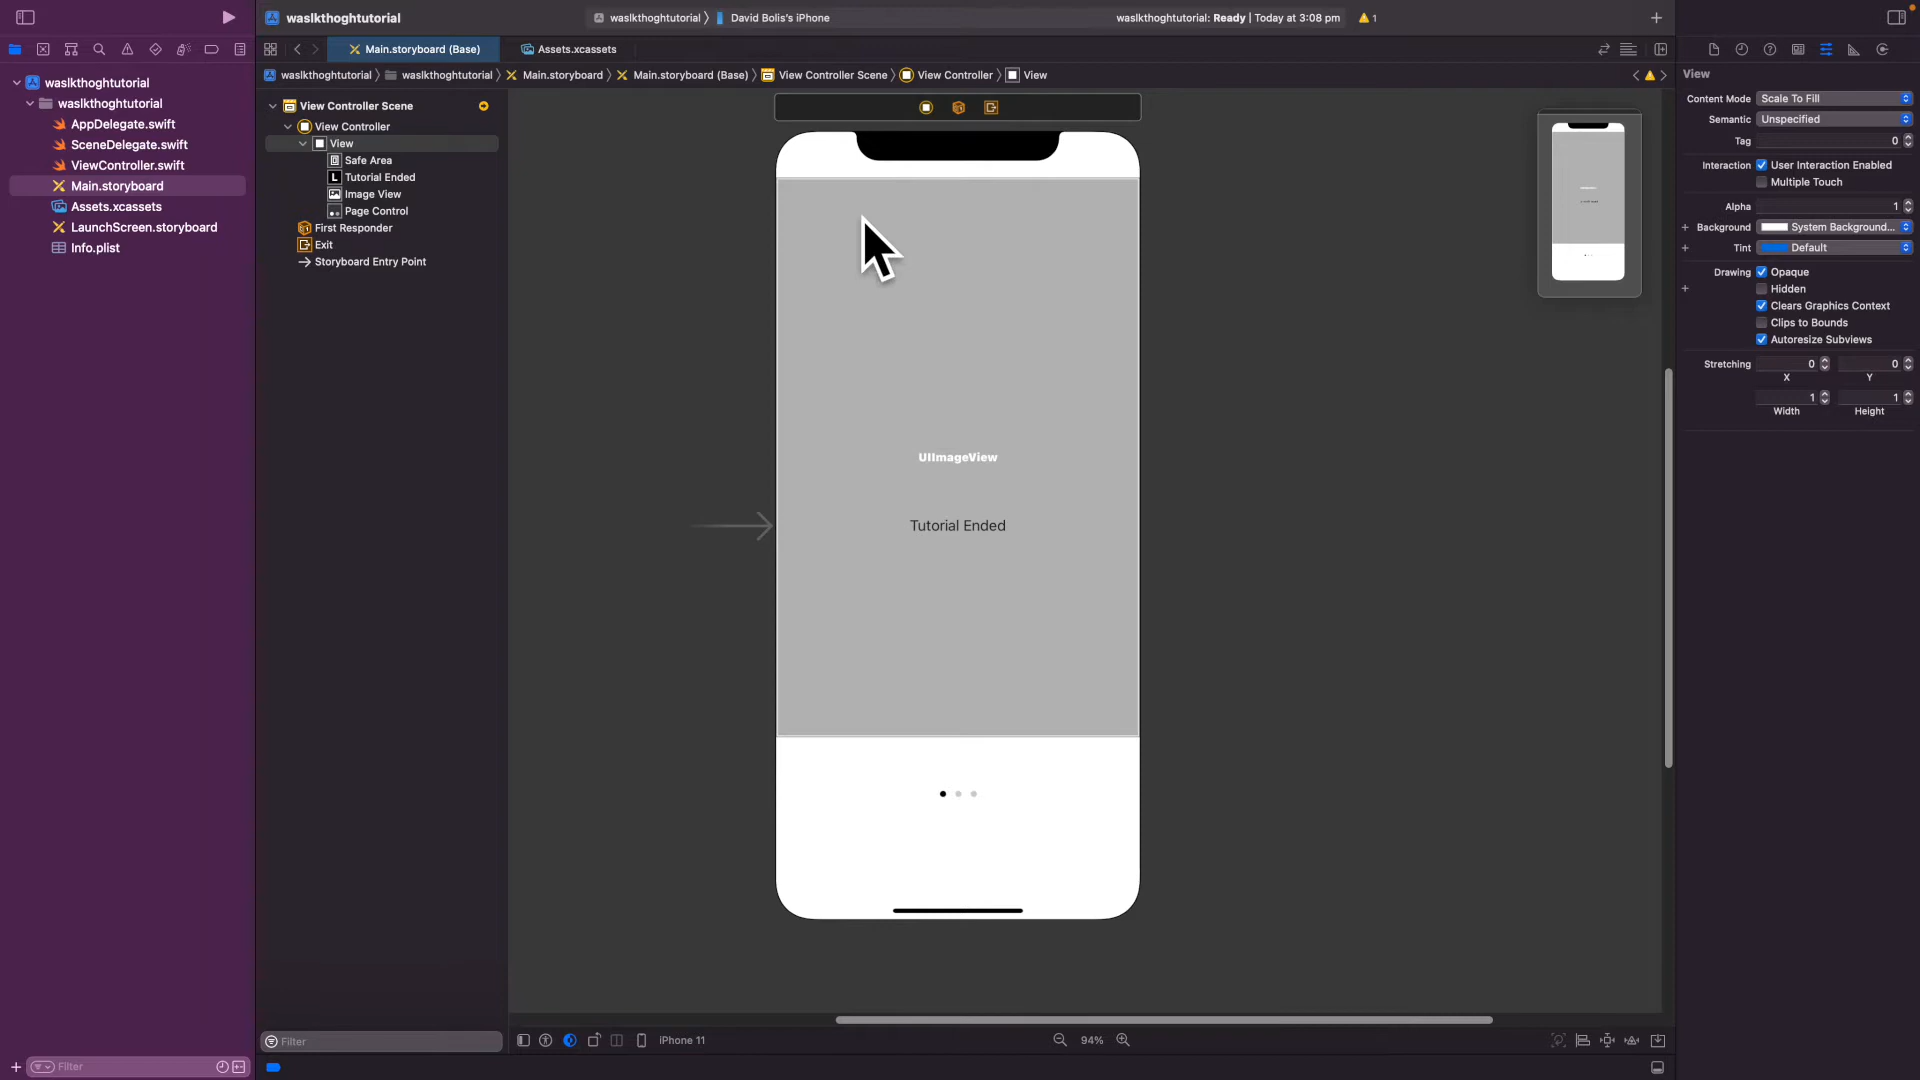 waslkthoghtutorial
waslkthoghtutorial
AppDelegate.swift
SceneDelegate.swift
ViewController.swift
Main.storyboard
Assets.xcassets
LaunchScreen.storyboard
Info.plist
Filter
waslkthoghtutorial
waslkthoghtutorial David Bolis's iPhone
waslkthoghtutorial: Ready | Today at 3:08 pm 1
Main.storyboard (Base) Assets.xcassets
waslkthoghtutorial waslkthoghtutorial Main.storyboard Main.storyboard (Base) View Controller Scene View Controller View
View Controller Scene
View Controller
View
Safe Area
L Tutorial Ended
Image View
Page Control
First Responder
Exit
Storyboard Entry Point
Filter
UIImageView
Tutorial Ended
iPhone 11
94%
View
Content Mode Scale To Fill
Semantic Unspecified
Tag 0
Interaction User Interaction Enabled
Multiple Touch
Alpha 1
Background System Background...
Tint Default
Drawing Opaque
Hidden
Clears Graphics Context
Clips to Bounds
Autoresize Subviews
Stretching 0 0
X Y
1 1
Width Height